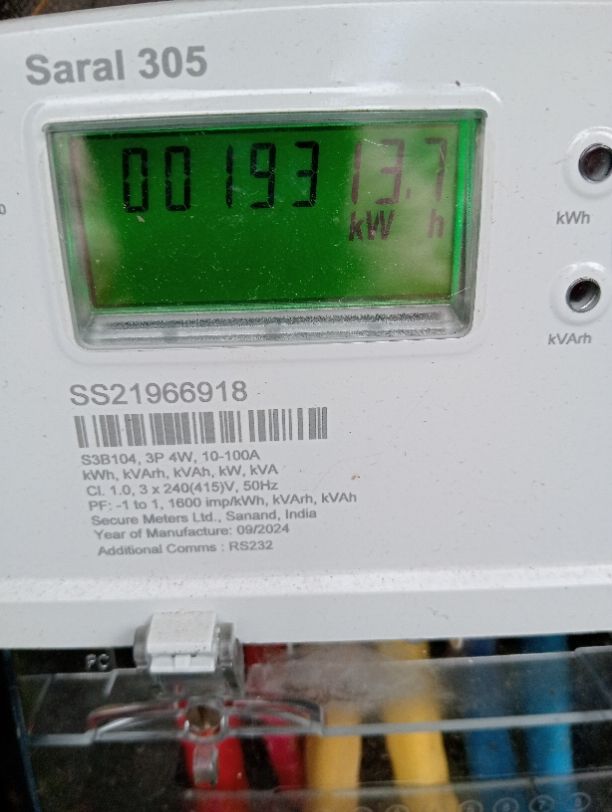 Saral 305
0019313.7
kW h
kWh
kVArh
SS21966918
S3B104, 3P 4W, 10-100A
kWh, kVArh, kVAh, kW, kVA
Cl. 1.0, 3 x 240(415)V, 50Hz
PF: -1 to 1, 1600 imp/kWh, kVArh, kVAh
Secure Meters Ltd., Sanand, India
Year of Manufacture: 09/2024
Additional Comms : RS232